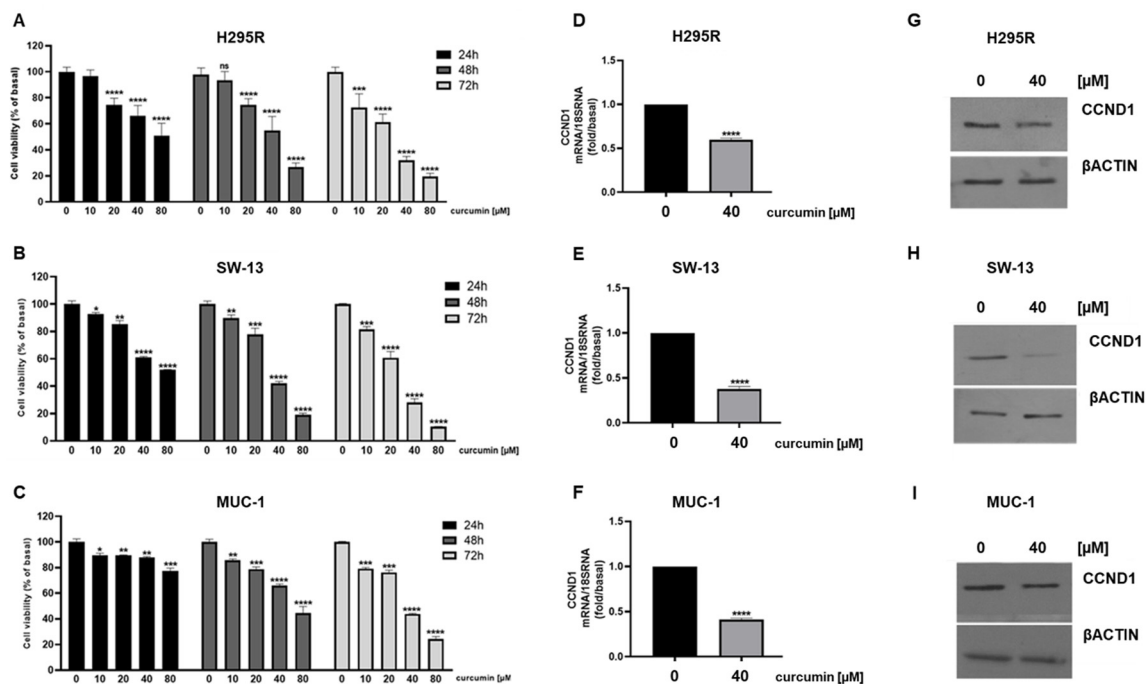 A
H295R
Cell viability (% of basal)
120
100
80
60
40
20
0
24h
48h
72h
**** **** ****
ns **** **** ****
*** **** **** ****
0 10 20 40 80 0 10 20 40 80 0 10 20 40 80 curcumin [µM]
B
SW-13
Cell viability (% of basal)
120
100
80
60
40
20
0
24h
48h
72h
* ** **** ****
** *** **** ****
*** **** **** ****
0 10 20 40 80 0 10 20 40 80 0 10 20 40 80 curcumin [µM]
C
MUC-1
Cell viability (% of basal)
120
100
80
60
40
20
0
24h
48h
72h
* ** ** ***
** *** **** ****
*** *** **** ****
0 10 20 40 80 0 10 20 40 80 0 10 20 40 80 curcumin [µM]
D
H295R
CCND1
mRNA/18SRNA
(fold/basal)
1.5
1.0
0.5
0.0
****
0 40 curcumin [µM]
E
SW-13
CCND1
mRNA/18SRNA
(fold/basal)
1.5
1.0
0.5
0.0
****
0 40 curcumin [µM]
F
MUC-1
CCND1
mRNA/18SRNA
(fold/basal)
1.5
1.0
0.5
0.0
****
0 40 curcumin [µM]
G
H295R
0 40 [µM]
CCND1
βACTIN
H
SW-13
0 40 [µM]
CCND1
βACTIN
I
MUC-1
0 40 [µM]
CCND1
βACTIN